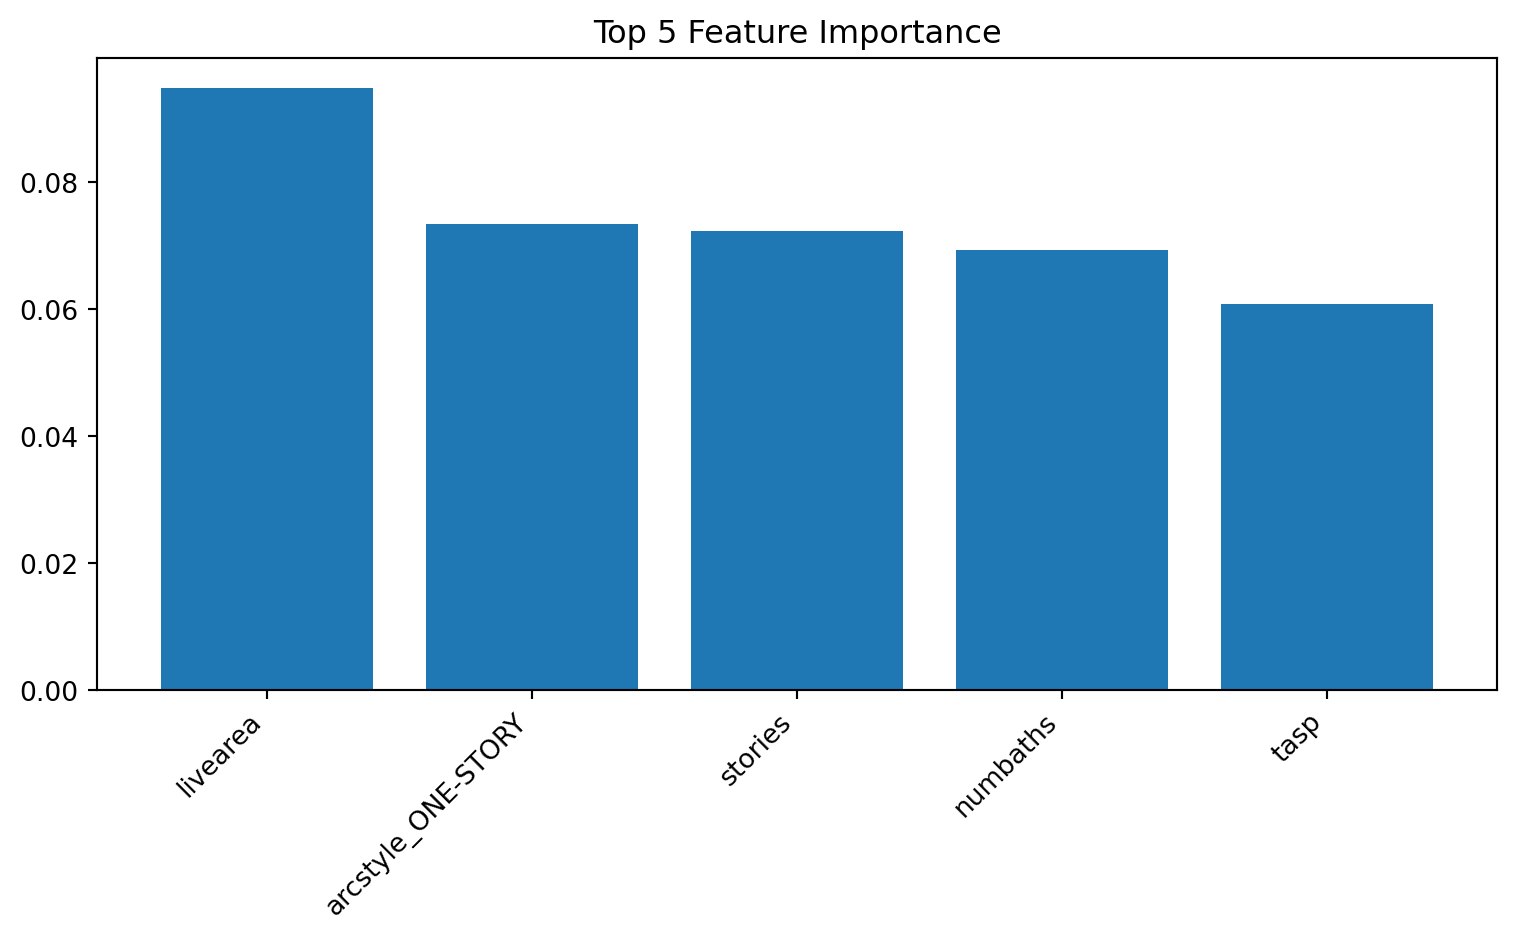 Top 5 Feature Importance
0.08
0.06
0.04
0.02
0.00
livearea
arcstyle_ONE-STORY
stories
numbaths
tasp